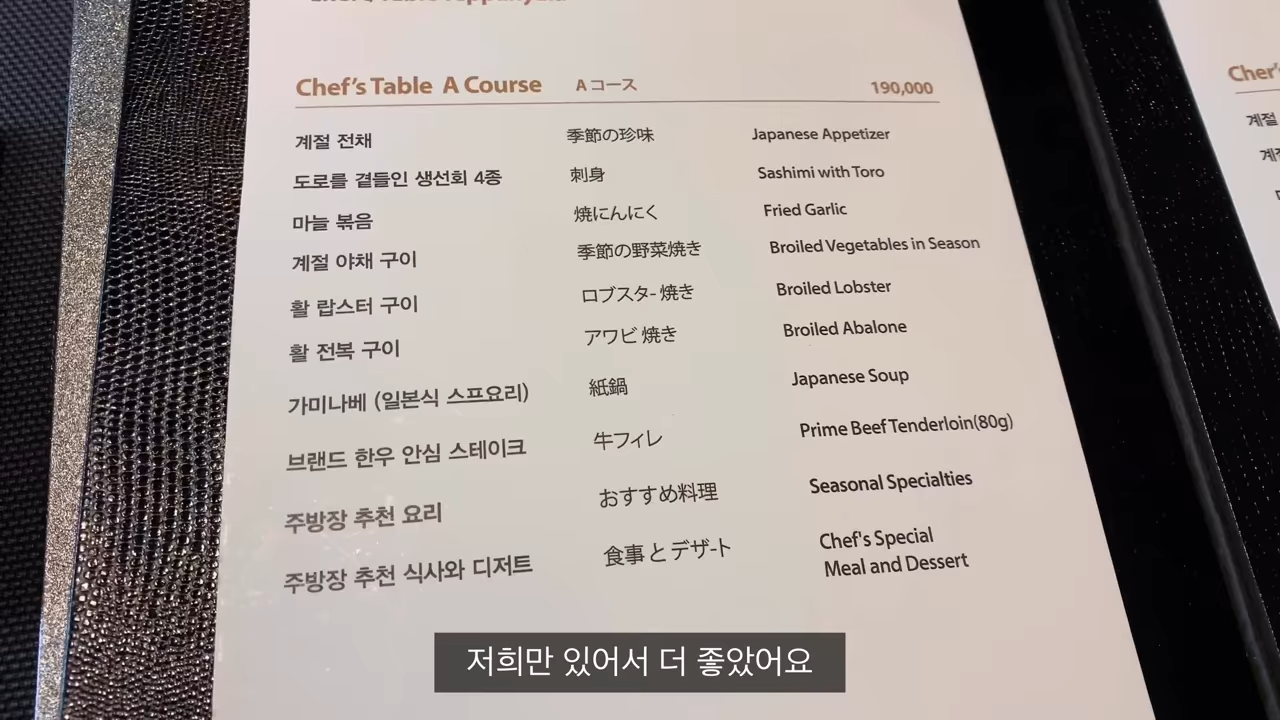 Chef's Table A Course A コース 190,000
계절 전채 季節の珍味 Japanese Appetizer
도로를 곁들인 생선회 4종 刺身 Sashimi with Toro
마늘 볶음 焼にんにく Fried Garlic
계절 야채 구이 季節の野菜焼き Broiled Vegetables in Season
활 랍스터 구이 ロブスタ-焼き Broiled Lobster
활 전복 구이 アワビ焼き Broiled Abalone
가미나베 (일본식 스프요리) 紙鍋 Japanese Soup
브랜드 한우 안심 스테이크 牛フィレ Prime Beef Tenderloin(80g)
주방장 추천 요리 おすすめ料理 Seasonal Specialties
주방장 추천 식사와 디저트 食事とデザ-ト Chef's Special
Meal and Dessert
계절
저희만 있어서 더 좋았어요